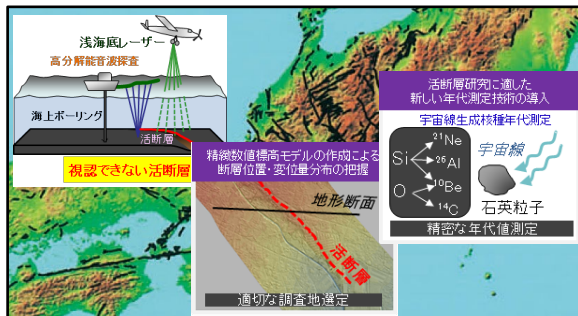 浅海底レーザー
高分解能音波探査
海上ボーリング
活断層
視認できない活断層
精緻数値標高モデルの作成による
断層位置・変位量分布の把握
地形断面
活断層
適切な調査地選定
活断層研究に適した
新しい年代測定技術の導入
宇宙線生成核種年代測定
Si
O
²¹Ne
²⁶Al
¹⁰Be
¹⁴C
宇宙線
石英粒子
精密な年代値測定